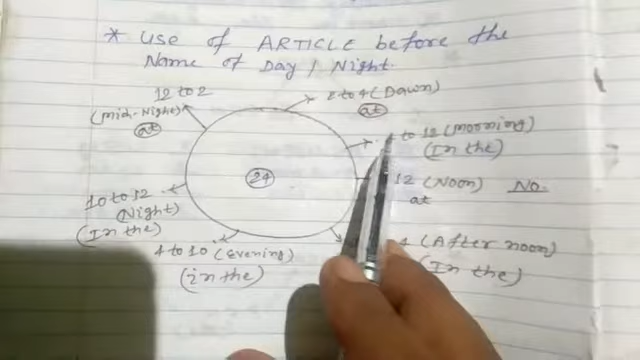 * Use of ARTICLE before the
Name of Day / Night.
12 to 2
(Mid-Night)
at
2 to 4 (Dawn)
at
to 12 (Morning)
(In the)
24
12 (Noon) No.
at
10 to 12
(Night)
(In the)
4 to 10 (Evening)
(in the)
4 (After noon)
(In the)